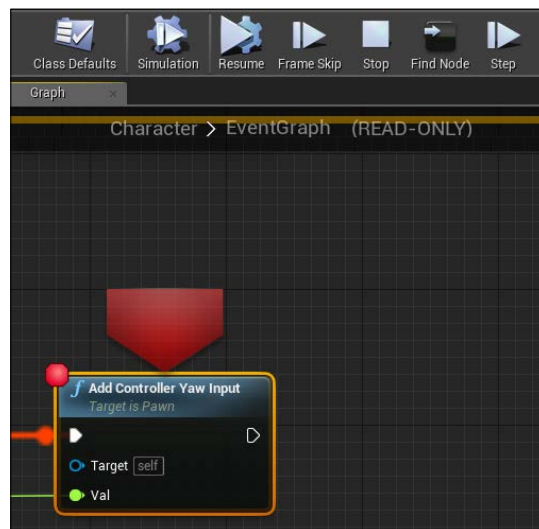 Class Defaults Simulation Resume Frame Skip Stop Find Node Step
Graph
Character > EventGraph (READ-ONLY)
f Add Controller Yaw Input
Target is Pawn
Target self
Val